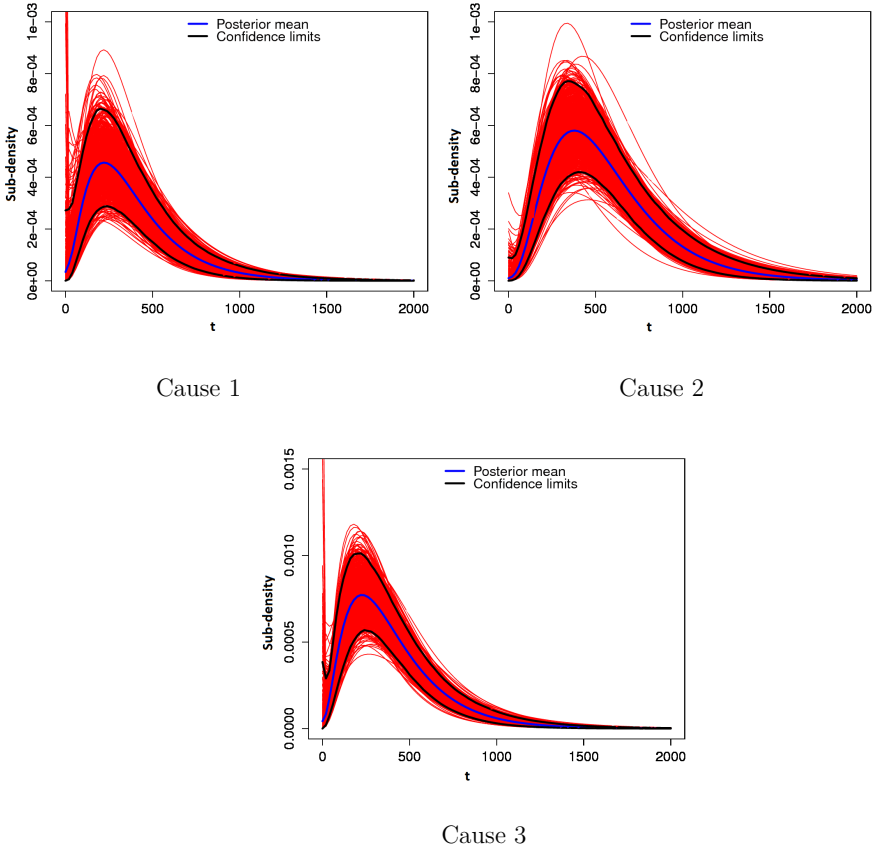 Posterior mean
Confidence limits
Sub-density
0e+00 2e−04 4e−04 6e−04 8e−04 1e−03
0 500 1000 1500 2000
t
Cause 1
Posterior mean
Confidence limits
Sub-density
0e+00 2e−04 4e−04 6e−04 8e−04 1e−03
0 500 1000 1500 2000
t
Cause 2
Posterior mean
Confidence limits
Sub-density
0.0000 0.0005 0.0010 0.0015
0 500 1000 1500 2000
t
Cause 3